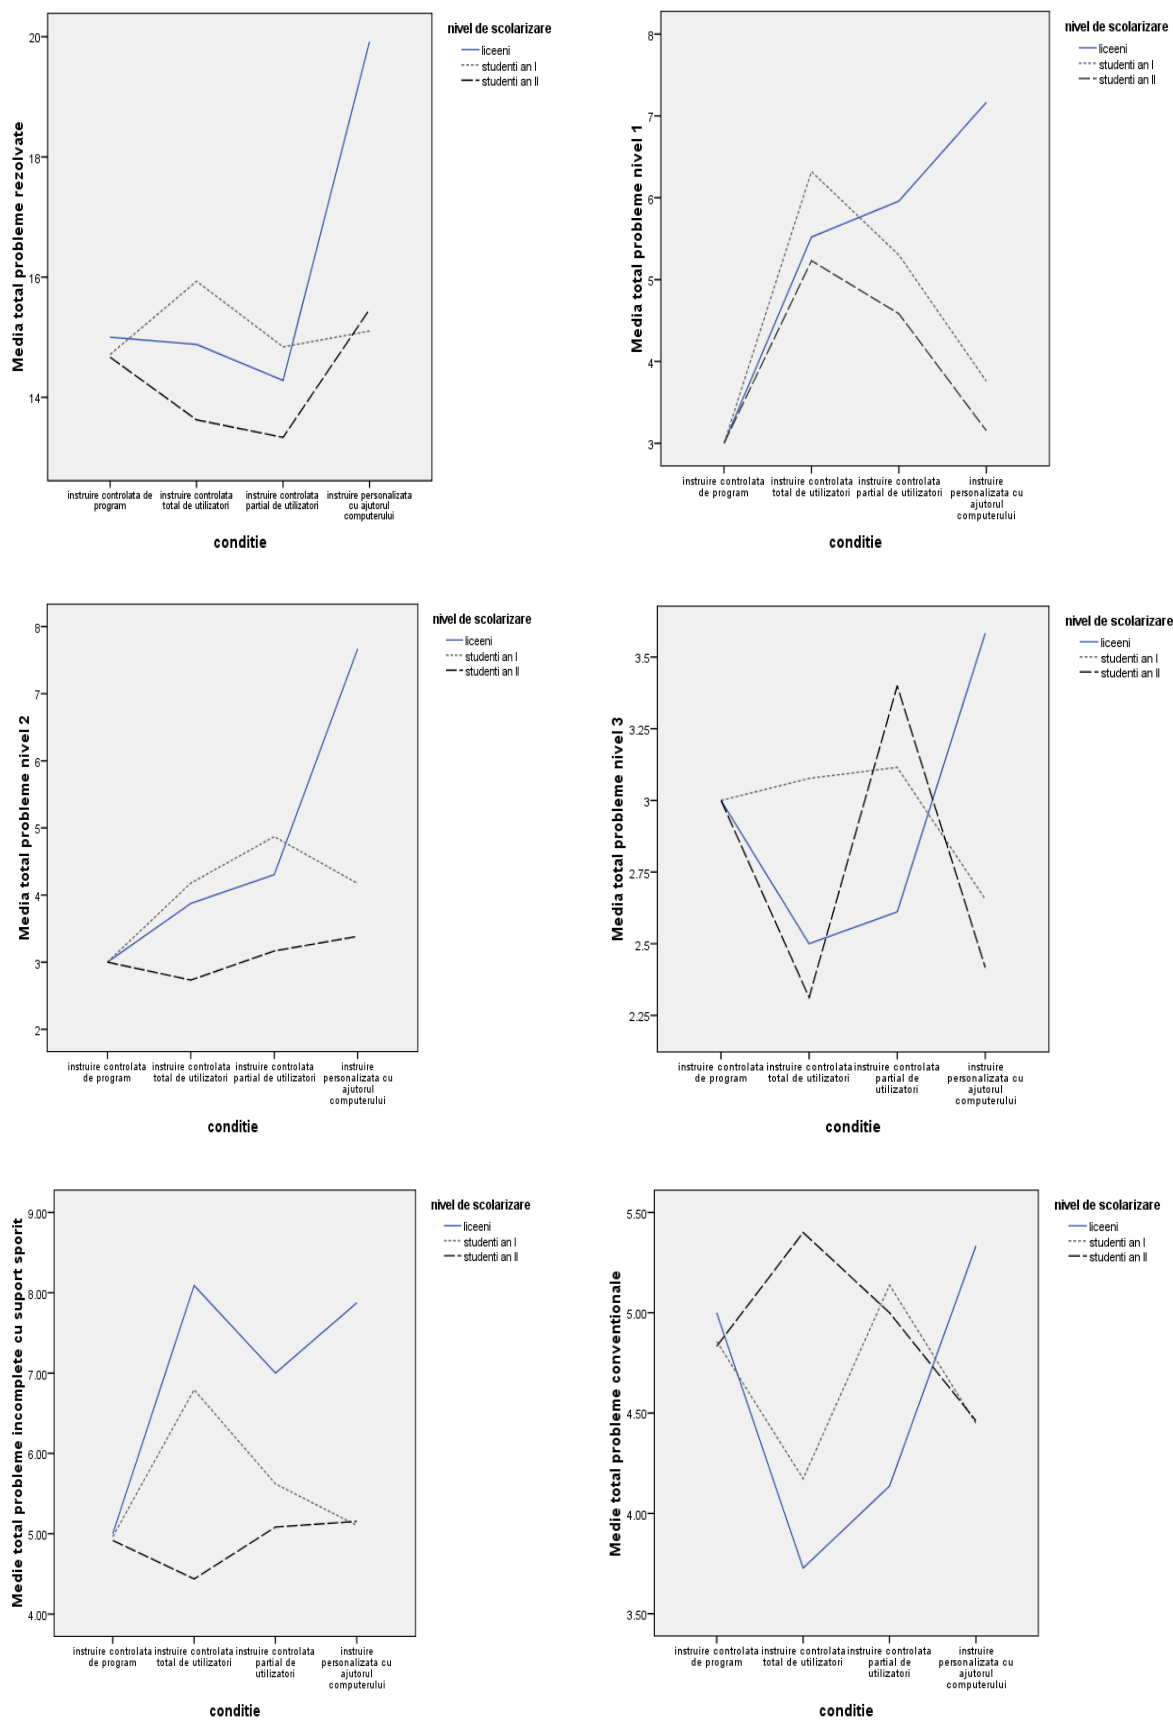 Media total probleme rezolvate
20
18
16
14
instruire controlata de
program
instruire controlata
total de utilizatori
instruire controlata
partial de utilizatori
instruire personalizata
cu ajutorul
computerului
conditie
nivel de scolarizare
liceeni
studenti an I
studenti an II
Media total probleme nivel 1
8
7
6
5
4
3
instruire controlata
de program
instruire controlata
total de utilizatori
instruire controlata
partial de utilizatori
instruire
personalizata cu
ajutorul
computerului
conditie
nivel de scolarizare
liceeni
studenti an I
studenti an II
Media total probleme nivel 2
8
7
6
5
4
3
2
instruire controlata
de program
instruire controlata
total de utilizatori
instruire controlata
partial de utilizatori
instruire
personalizata cu
ajutorul
computerului
conditie
nivel de scolarizare
liceeni
studenti an I
studenti an II
Media total probleme nivel 3
3.5
3.25
3
2.75
2.5
2.25
instruire controlata
de program
instruire controlata
total de utilizatori
instruire controlata
partial de
utilizatori
instruire
personalizata cu
ajutorul
computerului
conditie
nivel de scolarizare
liceeni
studenti an I
studenti an II
Medie total probleme incomplete cu suport sporit
9.00
8.00
7.00
6.00
5.00
4.00
instruire controlata
de program
instruire controlata
total de utilizatori
instruire controlata
partial de
utilizatori
instruire
personalizata cu
ajutorul
computerului
conditie
nivel de scolarizare
liceeni
studenti an I
studenti an II
Medie total probleme conventionale
5.50
5.00
4.50
4.00
3.50
instruire controlata
de program
instruire controlata
total de utilizatori
instruire controlata
partial de
utilizatori
instruire
personalizata cu
ajutorul
computerului
conditie
nivel de scolarizare
liceeni
studenti an I
studenti an II